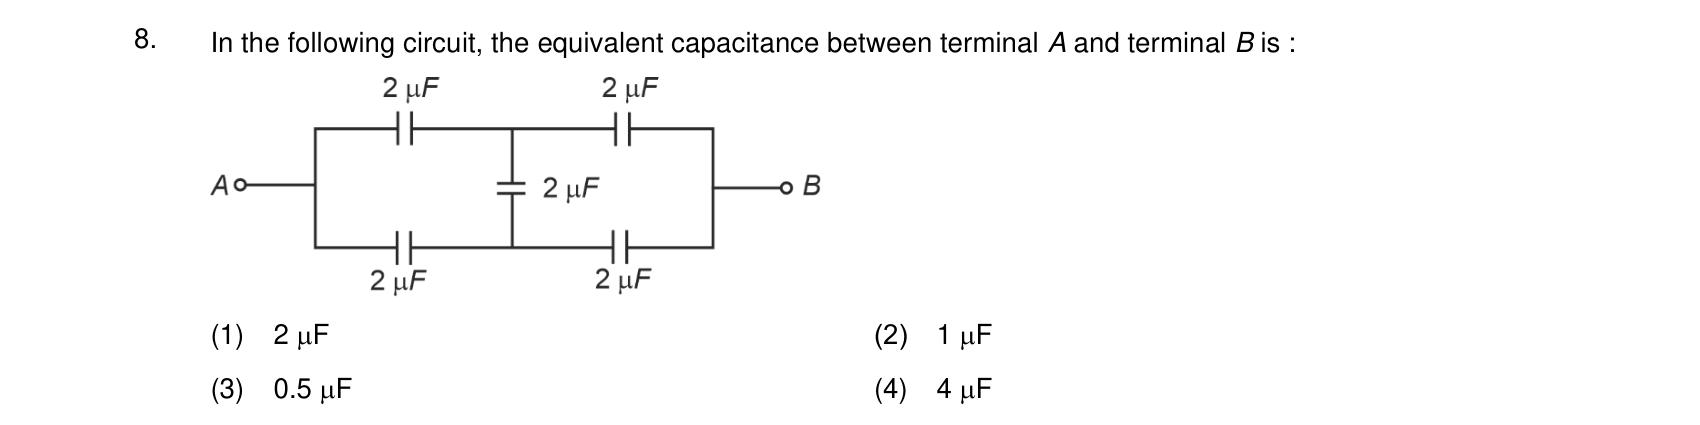 8. In the following circuit, the equivalent capacitance between terminal A and terminal B is :
2 μF 2 μF
A 2 μF B
2 μF 2 μF
(1) 2 μF (2) 1 μF
(3) 0.5 μF (4) 4 μF